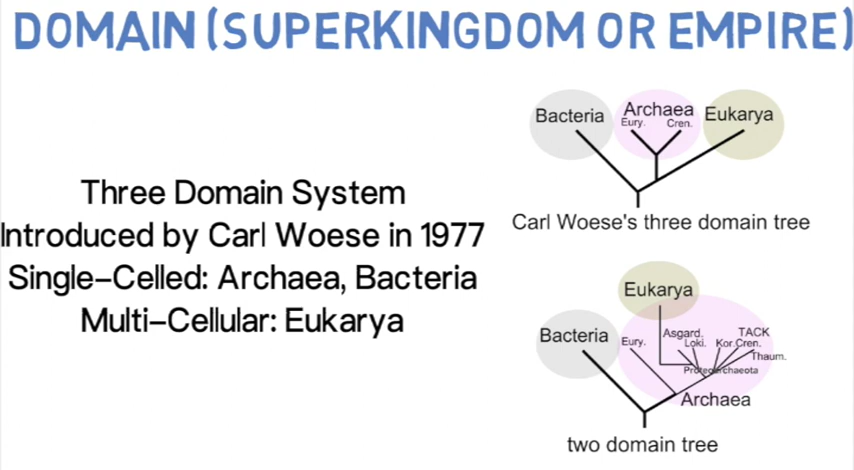 DOMAIN (SUPERKINGDOM OR EMPIRE)
Three Domain System
Introduced by Carl Woese in 1977
Single-Celled: Archaea, Bacteria
Multi-Cellular: Eukarya
Bacteria
Archaea
Eury. Cren.
Eukarya
Carl Woese's three domain tree
Eukarya
Bacteria
Eury.
Asgard.
Loki.
TACK
Kor. Cren.
Thaum.
Proteoarchaeota
Archaea
two domain tree